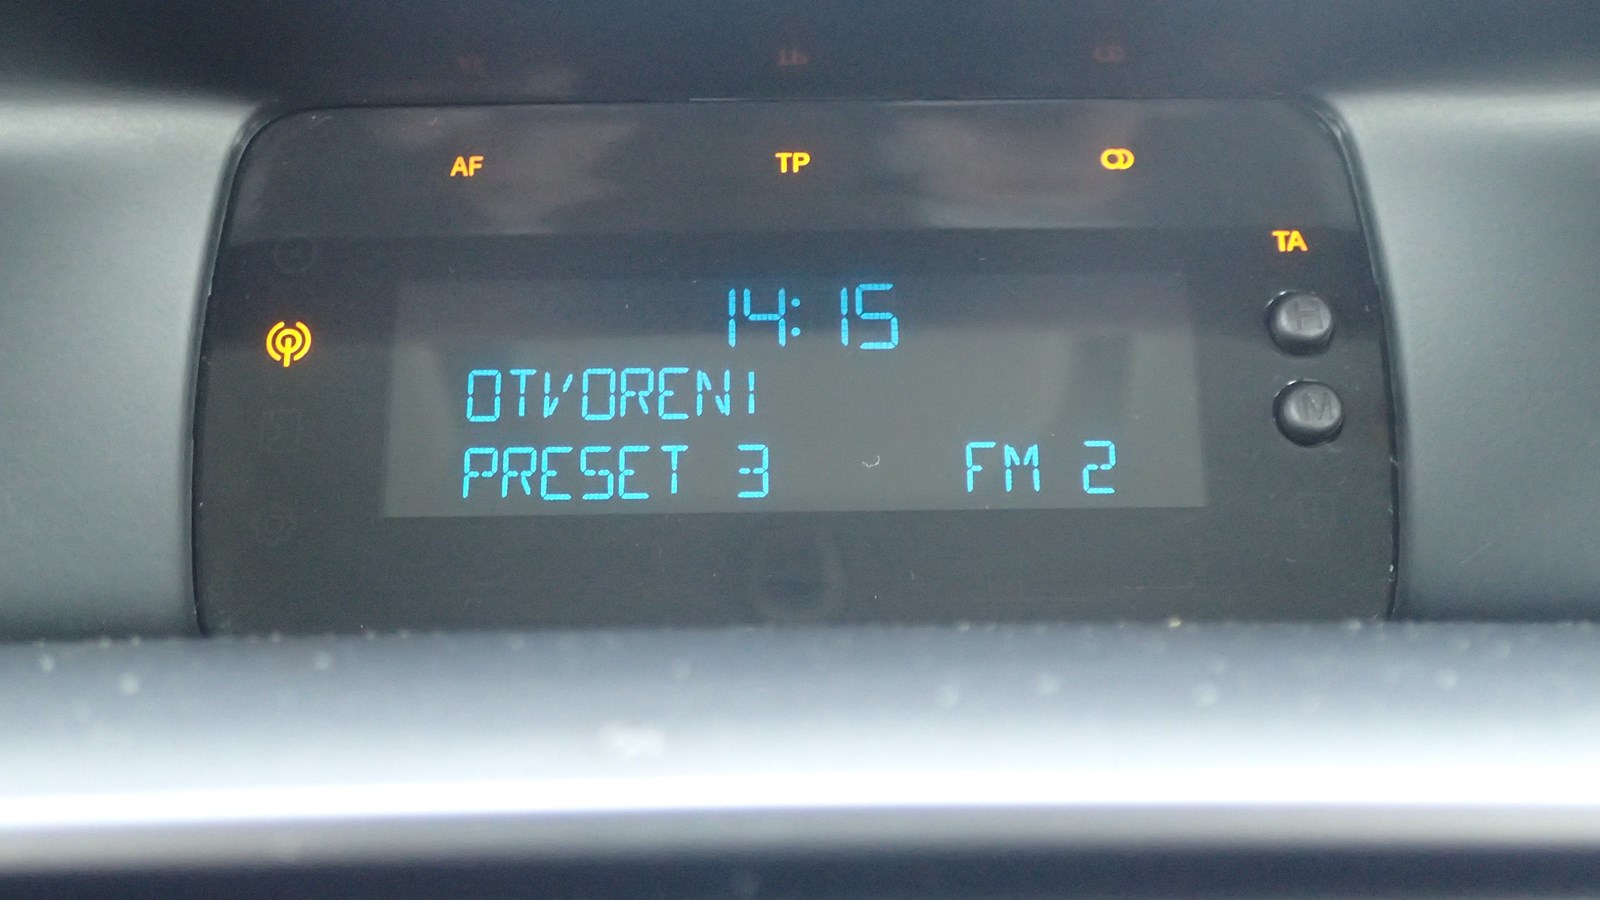 AF TP
TA
14:15
H
OTVORENI
M
PRESET 3 FM 2